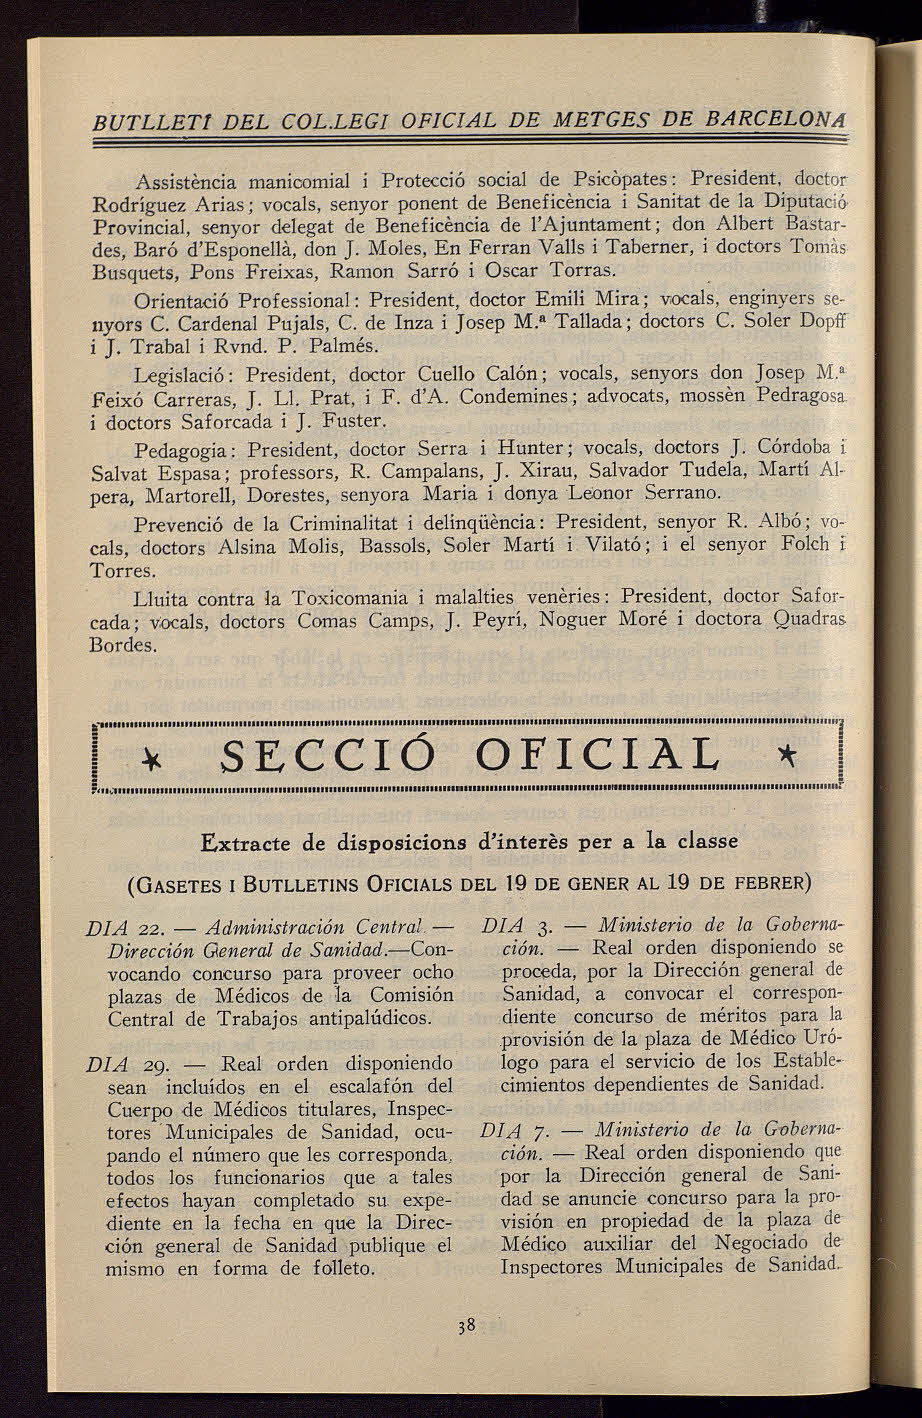 BUTLLETÍ DEL COL.LEGI OFICIAL DE METGES DE BARCELONA
Assistència manicomial i Protecció social de Psicòpates: President, doctor
Rodríguez Arias; vocals, senyor ponent de Beneficència i Sanitat de la Diputació
Provincial, senyor delegat de Beneficència de l'Ajuntament; don Albert Bastar-
des, Baró d'Esponellà, don J. Moles, En Ferran Valls i Taberner, i doctors Tomàs
Busquets, Pons Freixas, Ramon Sarró i Oscar Torras.
Orientació Professional: President, doctor Emili Mira; vocals, enginyers se-
nyors C. Cardenal Pujals, C. de Inza i Josep M.ª Tallada; doctors C. Soler Dopff
i J. Trabal i Rvnd. P. Palmés.
Legislació: President, doctor Cuello Calón; vocals, senyors don Josep M.ª
Feixó Carreras, J. Ll. Prat, i F. d'A. Condemines; advocats, mossèn Pedragosa
i doctors Saforcada i J. Fuster.
Pedagogia: President, doctor Serra i Hunter; vocals, doctors J. Córdoba i
Salvat Espasa; professors, R. Campalans, J. Xirau, Salvador Tudela, Martí Al-
pera, Martorell, Dorestes, senyora Maria i donya Leonor Serrano.
Prevenció de la Criminalitat i delinqüència: President, senyor R. Albó; vo-
cals, doctors Alsina Molis, Bassols, Soler Martí i Vilató; i el senyor Folch i
Torres.
Lluita contra la Toxicomania i malalties venèries: President, doctor Safor-
cada; vocals, doctors Comas Camps, J. Peyrí, Noguer Moré i doctora Quadras
Bordes.
* SECCIÓ OFICIAL *
Extracte de disposicions d'interès per a la classe
(GASETES I BUTLLETINS OFICIALS DEL 19 DE GENER AL 19 DE FEBRER)
DIA 22. — Administración Central. —
Dirección General de Sanidad.—Con-
vocando concurso para proveer ocho
plazas de Médicos de la Comisión
Central de Trabajos antipalúdicos.
DIA 29. — Real orden disponiendo
sean incluídos en el escalafón del
Cuerpo de Médicos titulares, Inspec-
tores Municipales de Sanidad, ocu-
pando el número que les corresponda,
todos los funcionarios que a tales
efectos hayan completado su expe-
diente en la fecha en que la Direc-
ción general de Sanidad publique el
mismo en forma de folleto.
DIA 3. — Ministerio de la Goberna-
ción. — Real orden disponiendo se
proceda, por la Dirección general de
Sanidad, a convocar el correspon-
diente concurso de méritos para la
provisión de la plaza de Médico Uró-
logo para el servicio de los Estable-
cimientos dependientes de Sanidad.
DIA 7. — Ministerio de la Goberna-
ción. — Real orden disponiendo que
por la Dirección general de Sani-
dad se anuncie concurso para la pro-
visión en propiedad de la plaza de
Médico auxiliar del Negociado de
Inspectores Municipales de Sanidad.
38